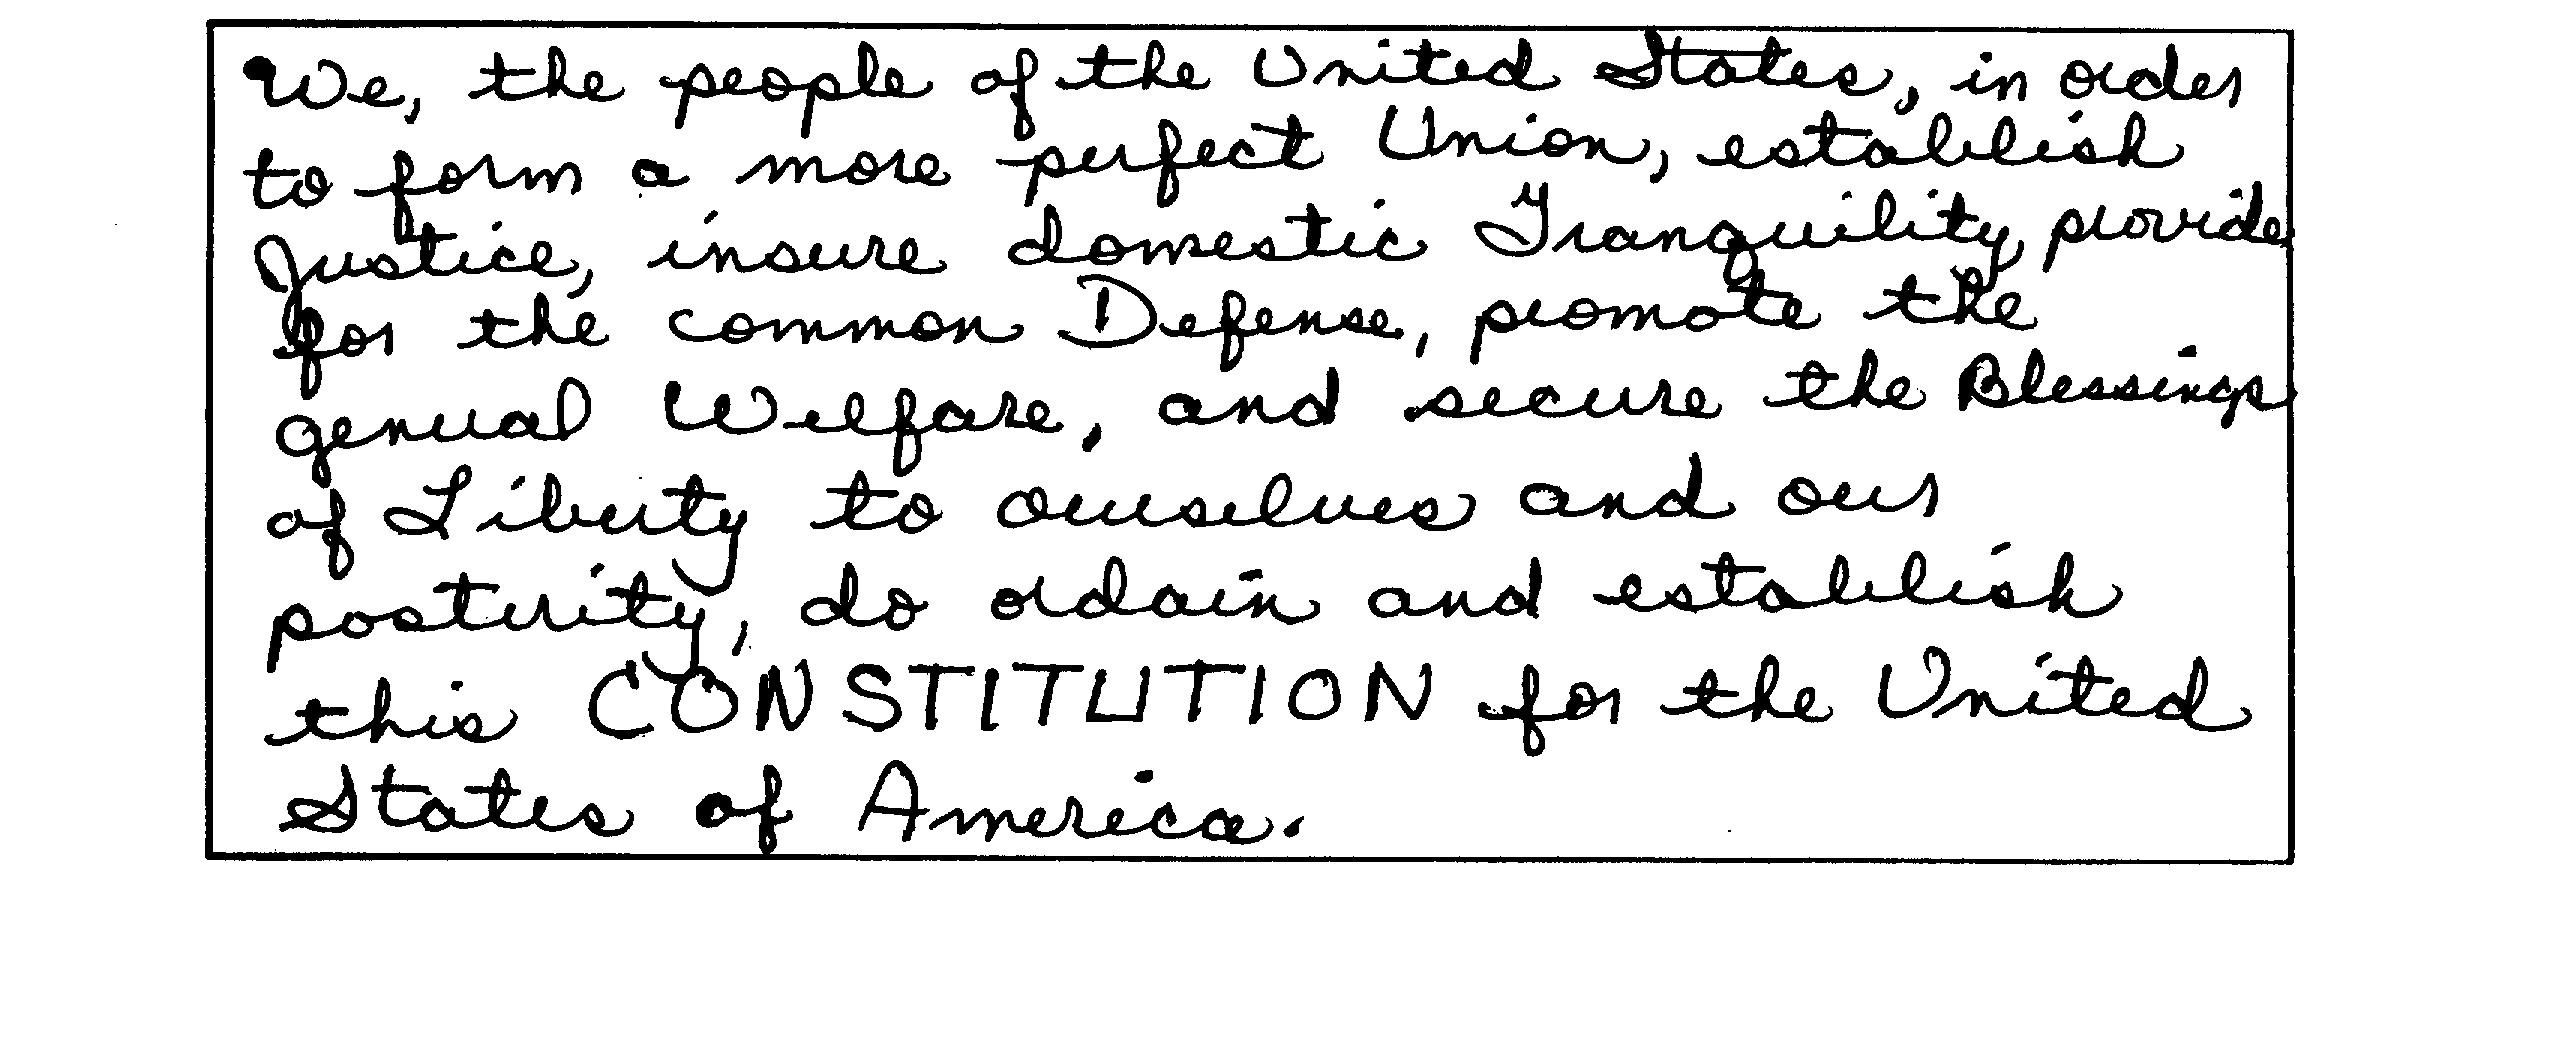 We, the people of the United States, in order
to form a more perfect Union, establish
Justice, insure domestic Tranquility, provide
for the common Defense, promote the
general Welfare, and secure the Blessings
of Liberty to ourselves and our
posterity, do ordain and establish
this CONSTITUTION for the United
States of America.